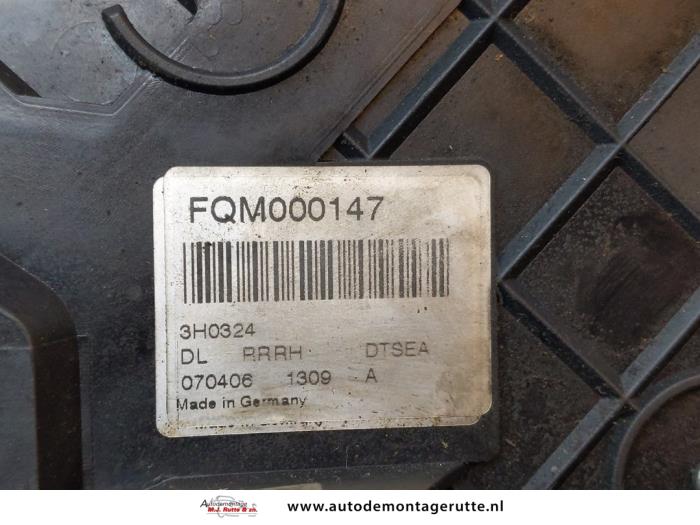 FQM000147
3H0324
DL RRRH DTSEA
070406 1309 A
Made in Germany
Autodemontage
M.J. Rutte & zn.
www.autodemontagerutte.nl